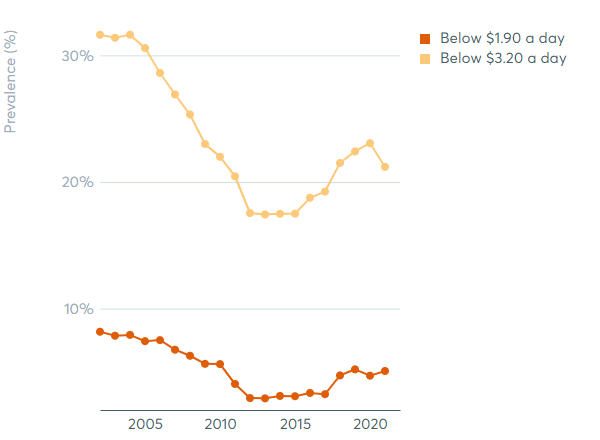 Prevalence (%)
30%
20%
10%
2005 2010 2015 2020
Below $1.90 a day
Below $3.20 a day